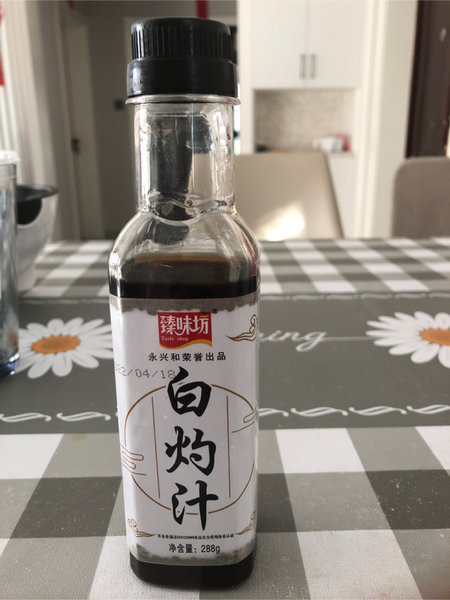 臻味坊
Taste shop
永兴和荣誉出品
22/04/18
白灼汁
净含量：288g
ing